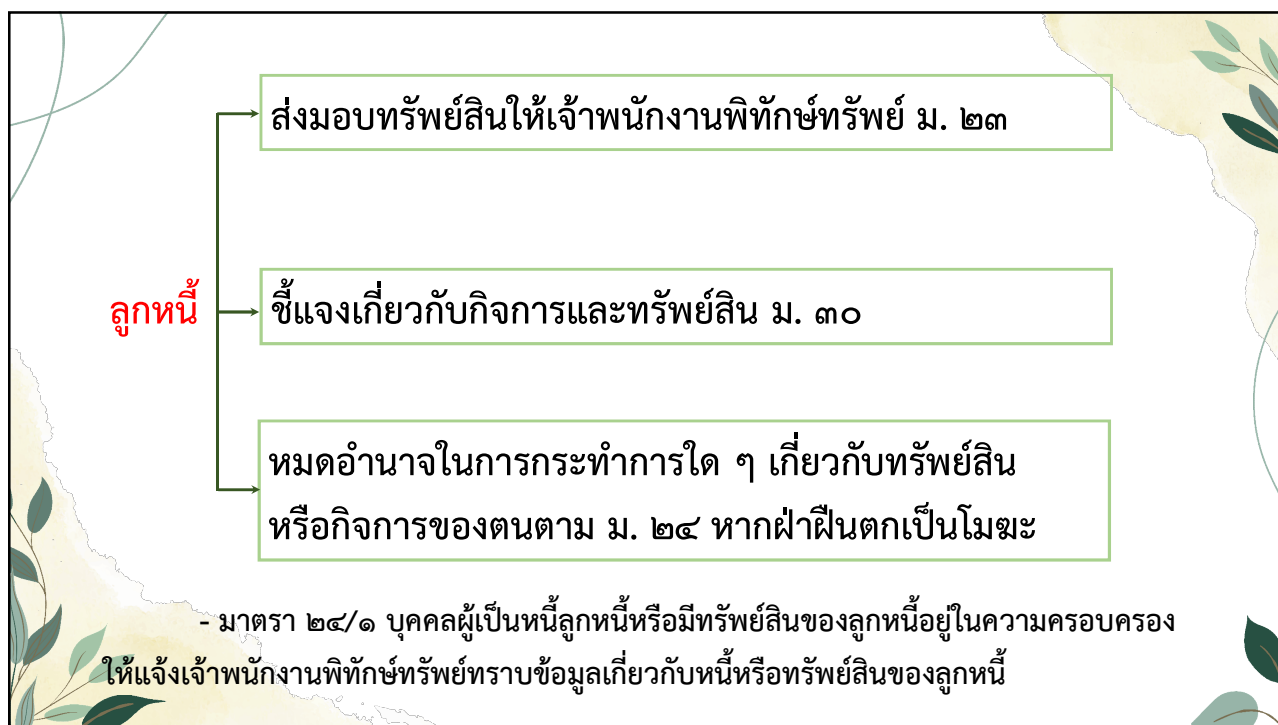 ส่งมอบทรัพย์สินให้เจ้าพนักงานพิทักษ์ทรัพย์ ม. ๒๓
ลูกหนี้
ชี้แจงเกี่ยวกับกิจการและทรัพย์สิน ม. ๓๐
หมดอำนาจในการกระทำการใด ๆ เกี่ยวกับทรัพย์สิน
หรือกิจการของตนตาม ม. ๒๔ หากฝ่าฝืนตกเป็นโมฆะ
- มาตรา ๒๔/๑ บุคคลผู้เป็นหนี้ลูกหนี้หรือมีทรัพย์สินของลูกหนี้อยู่ในความครอบครอง
ให้แจ้งเจ้าพนักงานพิทักษ์ทรัพย์ทราบข้อมูลเกี่ยวกับหนี้หรือทรัพย์สินของลูกหนี้